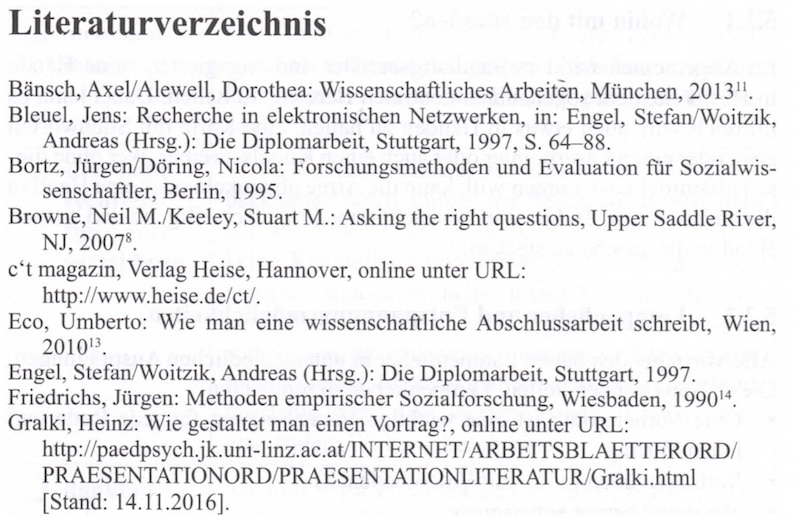 Literaturverzeichnis
Bänsch, Axel/Alewell, Dorothea: Wissenschaftliches Arbeiten, München, 2013¹¹.
Bleuel, Jens: Recherche in elektronischen Netzwerken, in: Engel, Stefan/Woitzik,
Andreas (Hrsg.): Die Diplomarbeit, Stuttgart, 1997, S. 64–88.
Bortz, Jürgen/Döring, Nicola: Forschungsmethoden und Evaluation für Sozialwis-
senschaftler, Berlin, 1995.
Browne, Neil M./Keeley, Stuart M.: Asking the right questions, Upper Saddle River,
NJ, 2007⁸.
c‘t magazin, Verlag Heise, Hannover, online unter URL:
http://www.heise.de/ct/.
Eco, Umberto: Wie man eine wissenschaftliche Abschlussarbeit schreibt, Wien,
2010¹³.
Engel, Stefan/Woitzik, Andreas (Hrsg.): Die Diplomarbeit, Stuttgart, 1997.
Friedrichs, Jürgen: Methoden empirischer Sozialforschung, Wiesbaden, 1990¹⁴.
Gralki, Heinz: Wie gestaltet man einen Vortrag?, online unter URL:
http://paedpsych.jk.uni-linz.ac.at/INTERNET/ARBEITSBLAETTERORD/
PRAESENTATIONORD/PRAESENTATIONLITERATUR/Gralki.html
[Stand: 14.11.2016].